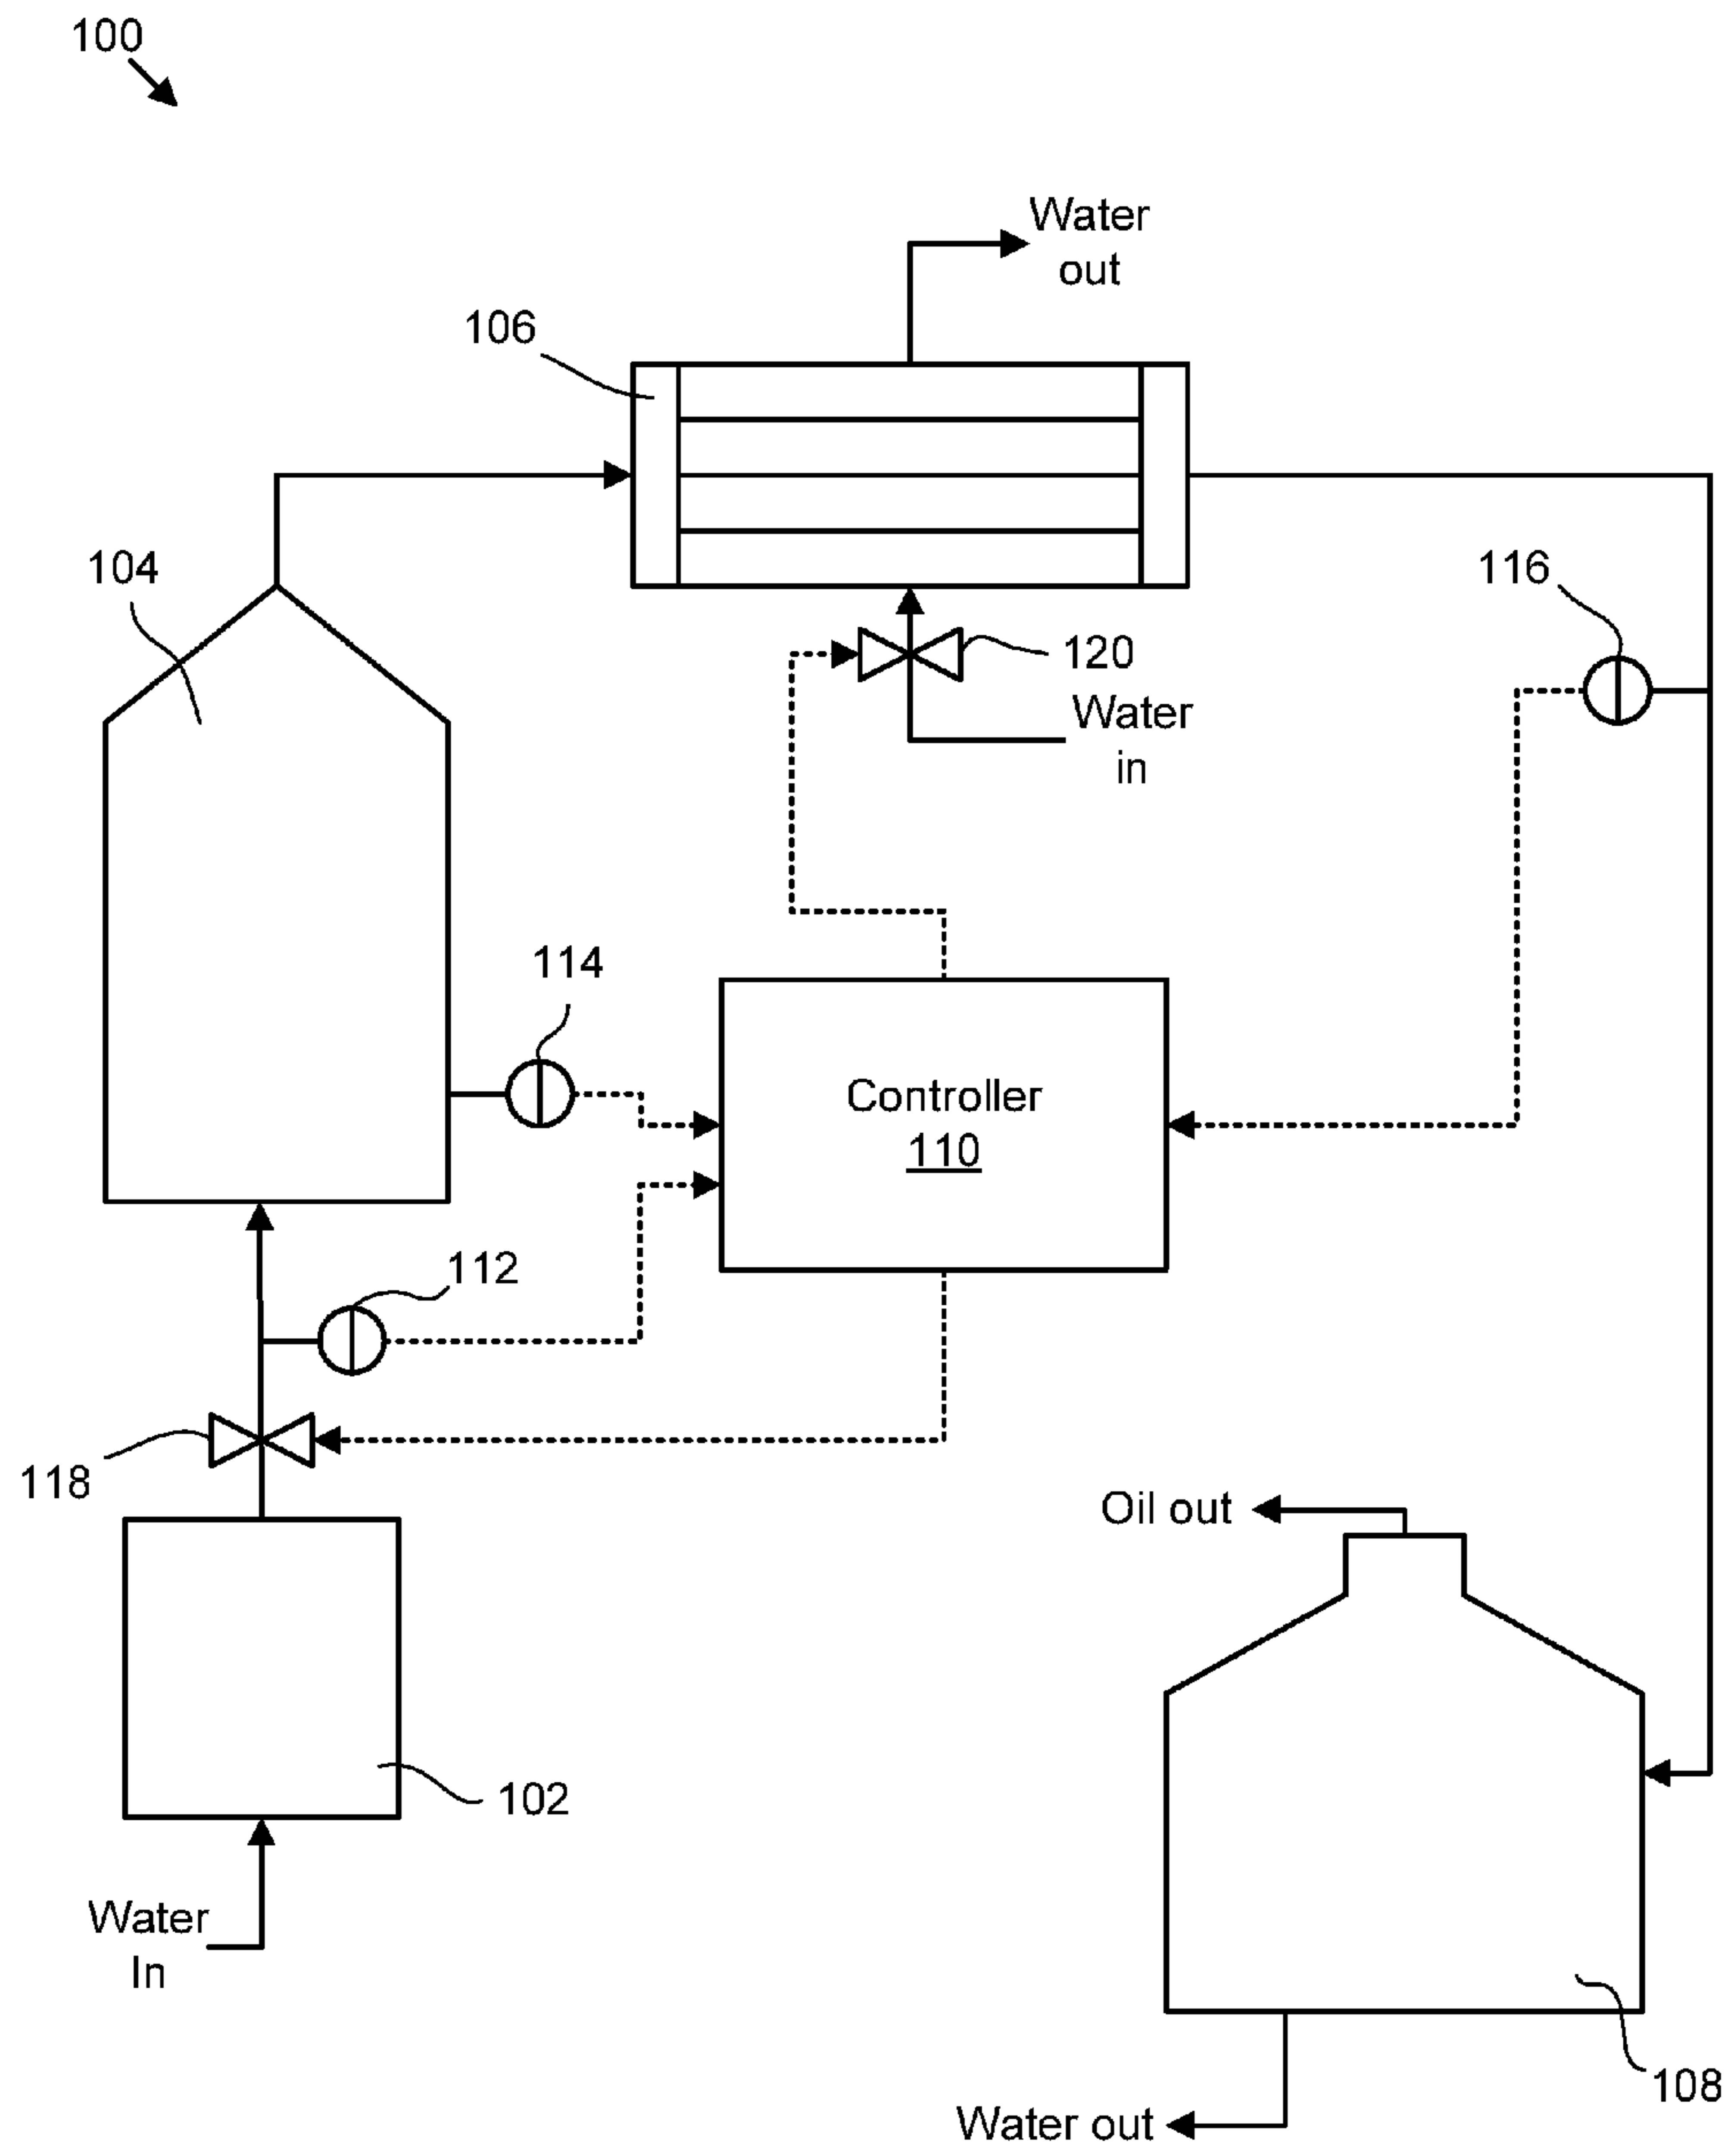 100
Water
out
106
104
116
120
Water
in
114
Controller
110
112
118
Oil out
102
Water
In
108
Water out